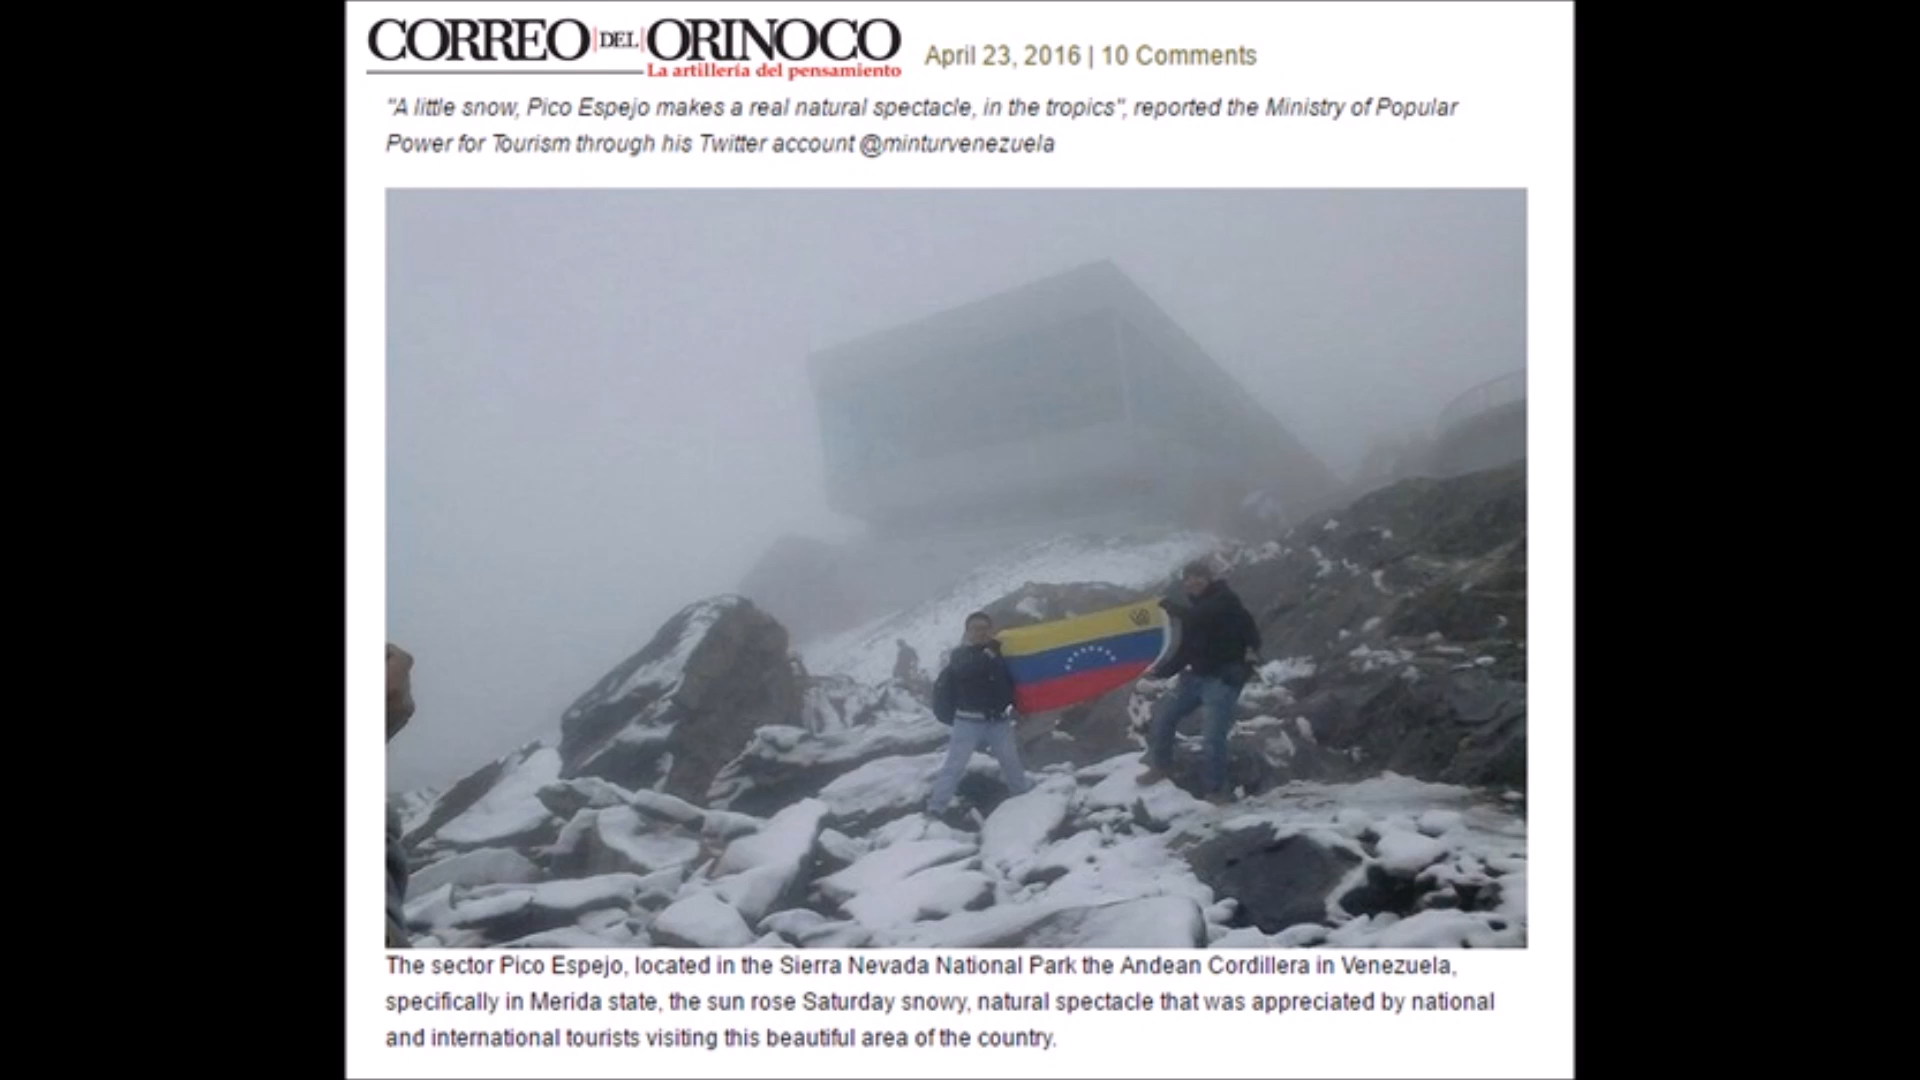 CORREO DEL ORINOCO
La artillería del pensamiento
April 23, 2016 | 10 Comments
"A little snow, Pico Espejo makes a real natural spectacle, in the tropics", reported the Ministry of Popular
Power for Tourism through his Twitter account @minturvenezuela
The sector Pico Espejo, located in the Sierra Nevada National Park the Andean Cordillera in Venezuela,
specifically in Merida state, the sun rose Saturday snowy, natural spectacle that was appreciated by national
and international tourists visiting this beautiful area of the country.